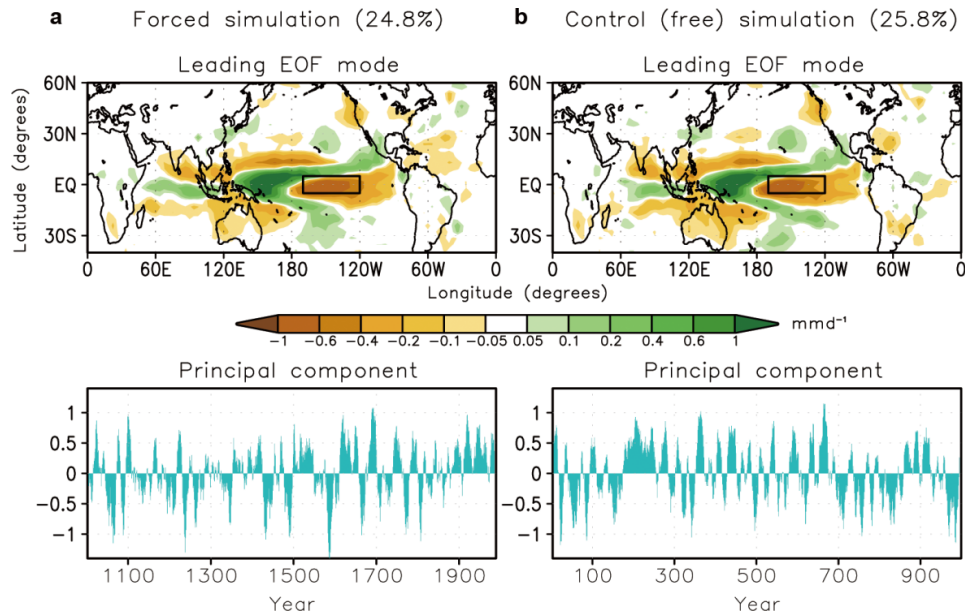 a Forced simulation (24.8%)
b Control (free) simulation (25.8%)
Leading EOF mode
Leading EOF mode
Latitude (degrees)
60N
30N
EQ
30S
0 60E 120E 180 120W 60W 0
0 60E 120E 180 120W 60W 0
Longitude (degrees)
−1 −0.6 −0.4 −0.2 −0.1 −0.05 0.05 0.1 0.2 0.4 0.6 1
mmd⁻¹
Principal component
Principal component
1
0.5
0
−0.5
−1
1100 1300 1500 1700 1900
Year
1
0.5
0
−0.5
−1
100 300 500 700 900
Year